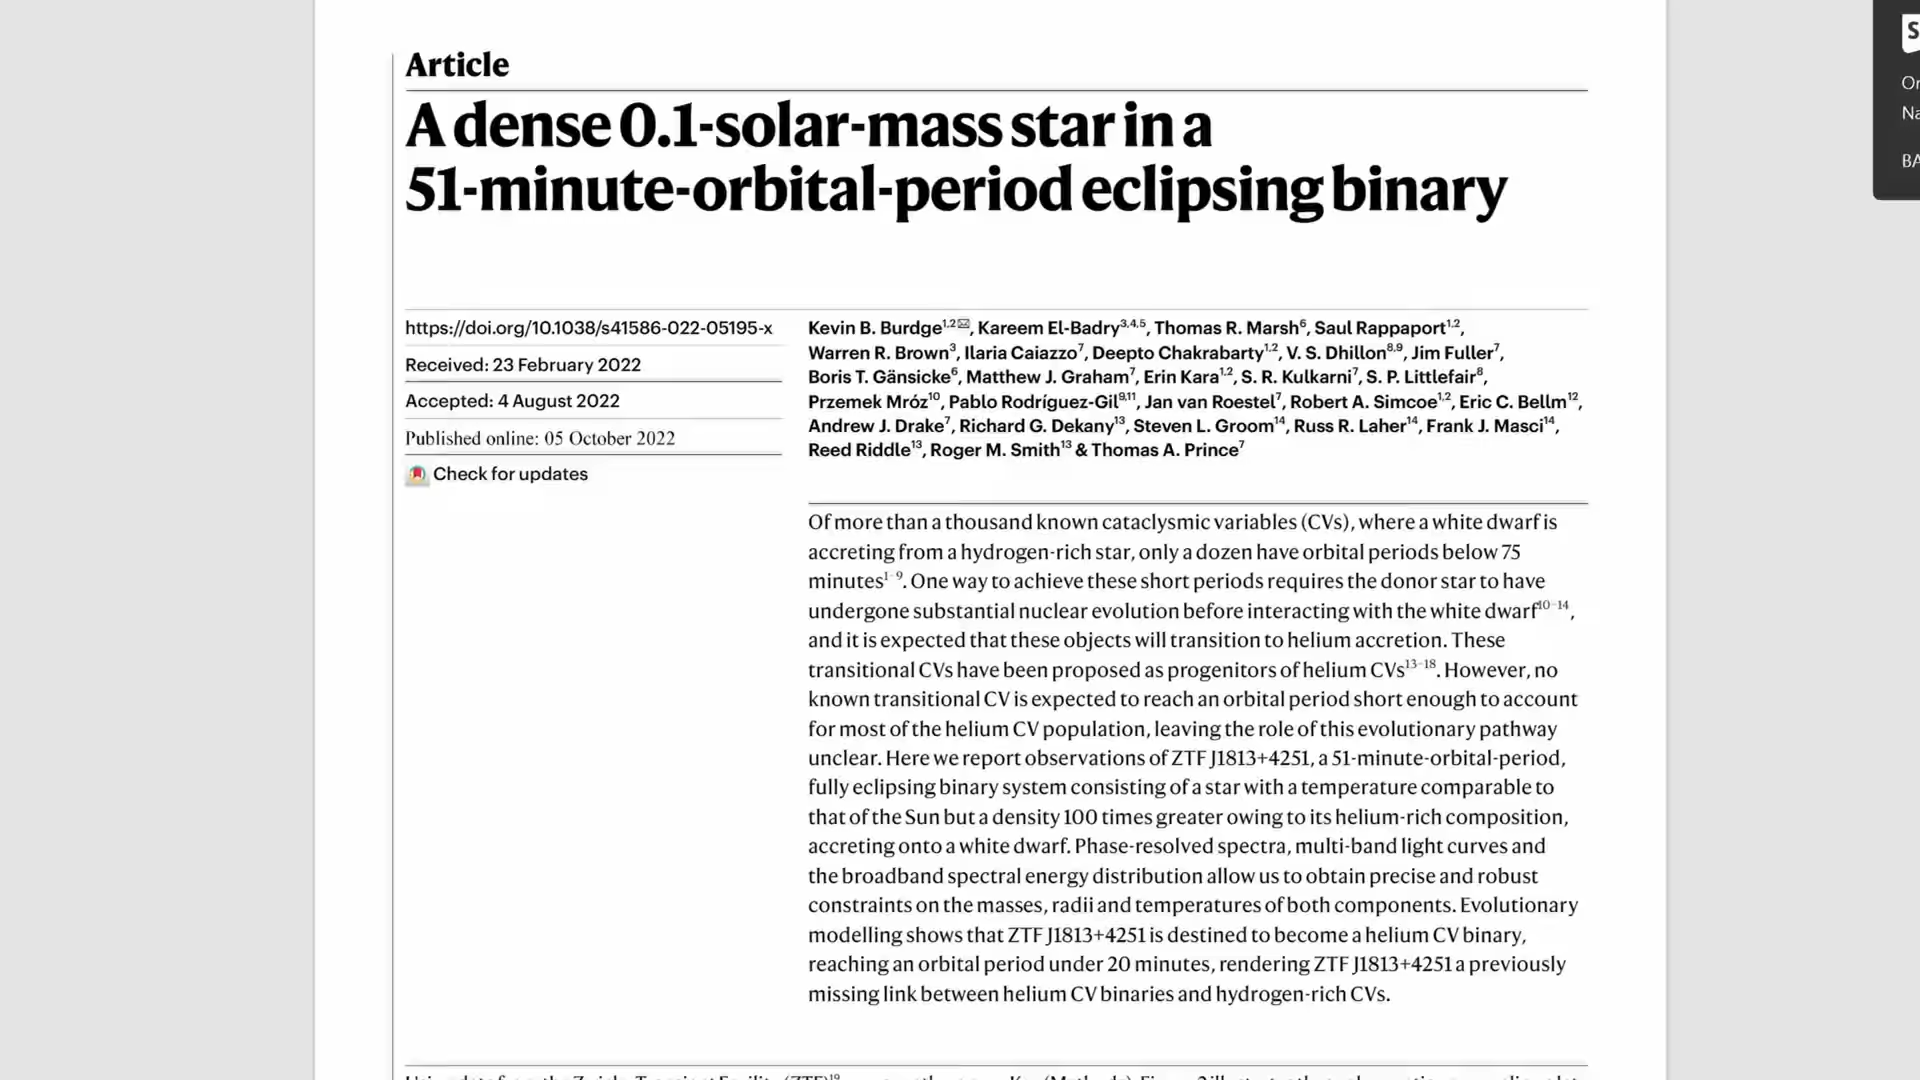 Article
A dense 0.1-solar-mass star in a
51-minute-orbital-period eclipsing binary
https://doi.org/10.1038/s41586-022-05195-x
Received: 23 February 2022
Accepted: 4 August 2022
Published online: 05 October 2022
Check for updates
Kevin B. Burdge1,2✉, Kareem El-Badry3,4,5, Thomas R. Marsh6, Saul Rappaport1,2,
Warren R. Brown3, Ilaria Caiazzo7, Deepto Chakrabarty1,2, V. S. Dhillon8,9, Jim Fuller7,
Boris T. Gänsicke6, Matthew J. Graham7, Erin Kara1,2, S. R. Kulkarni7, S. P. Littlefair8,
Przemek Mróz10, Pablo Rodríguez-Gil9,11, Jan van Roestel7, Robert A. Simcoe1,2, Eric C. Bellm12,
Andrew J. Drake7, Richard G. Dekany13, Steven L. Groom14, Russ R. Laher14, Frank J. Masci14,
Reed Riddle13, Roger M. Smith13 & Thomas A. Prince7
Of more than a thousand known cataclysmic variables (CVs), where a white dwarf is
accreting from a hydrogen-rich star, only a dozen have orbital periods below 75
minutes1–9. One way to achieve these short periods requires the donor star to have
undergone substantial nuclear evolution before interacting with the white dwarf10–14,
and it is expected that these objects will transition to helium accretion. These
transitional CVs have been proposed as progenitors of helium CVs13–18. However, no
known transitional CV is expected to reach an orbital period short enough to account
for most of the helium CV population, leaving the role of this evolutionary pathway
unclear. Here we report observations of ZTF J1813+4251, a 51-minute-orbital-period,
fully eclipsing binary system consisting of a star with a temperature comparable to
that of the Sun but a density 100 times greater owing to its helium-rich composition,
accreting onto a white dwarf. Phase-resolved spectra, multi-band light curves and
the broadband spectral energy distribution allow us to obtain precise and robust
constraints on the masses, radii and temperatures of both components. Evolutionary
modelling shows that ZTF J1813+4251 is destined to become a helium CV binary,
reaching an orbital period under 20 minutes, rendering ZTF J1813+4251 a previously
missing link between helium CV binaries and hydrogen-rich CVs.
S
Or
Na
BA